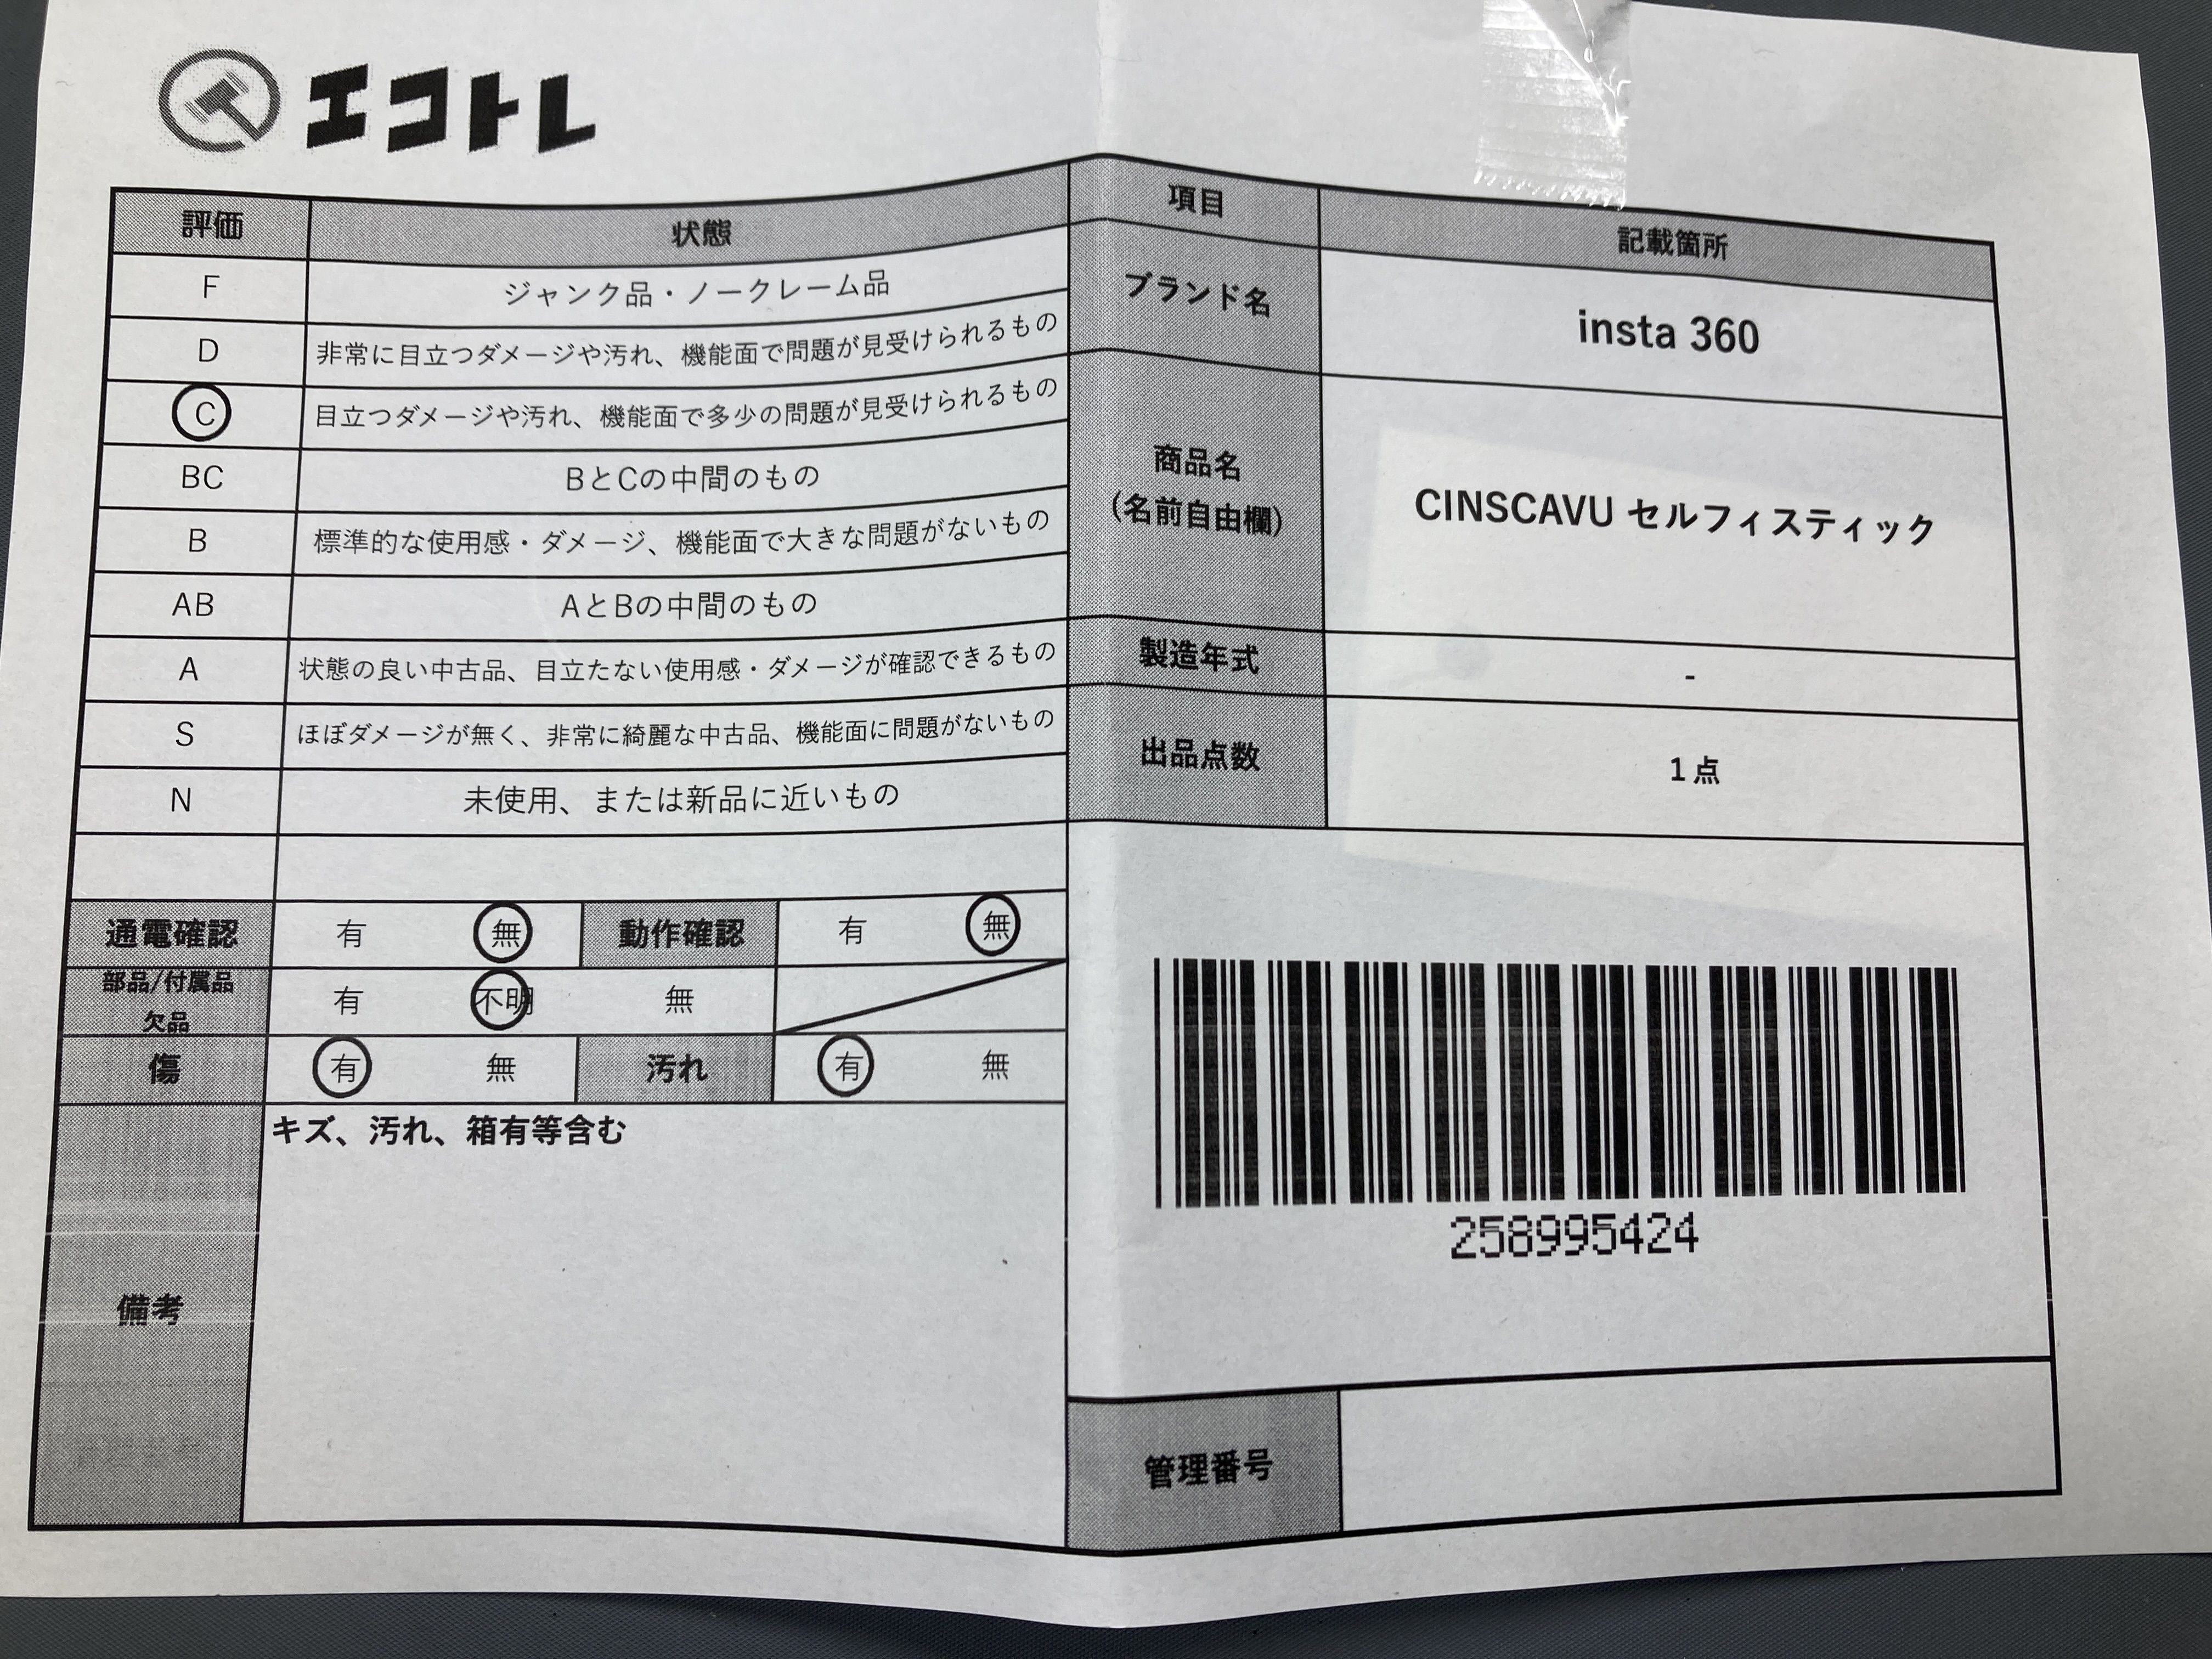 エコトレ
評価 状態
F ジャンク品・ノークレーム品
D 非常に目立つダメージや汚れ、機能面で問題が見受けられるもの
C 目立つダメージや汚れ、機能面で多少の問題が見受けられるもの
BC BとCの中間のもの
B 標準的な使用感・ダメージ、機能面で大きな問題がないもの
AB AとBの中間のもの
A 状態の良い中古品、目立たない使用感・ダメージが確認できるもの
S ほぼダメージが無く、非常に綺麗な中古品、機能面に問題がないもの
N 未使用、または新品に近いもの
通電確認 有 無 動作確認 有 無
部品/付属品
欠品
有 不明 無
傷 有 無 汚れ 有 無
備考
キズ、汚れ、箱有等含む
項目 記載箇所
ブランド名 insta 360
商品名
(名前自由欄)
CINSCAVU セルフィスティック
製造年式 -
出品点数 1点
258995424
管理番号